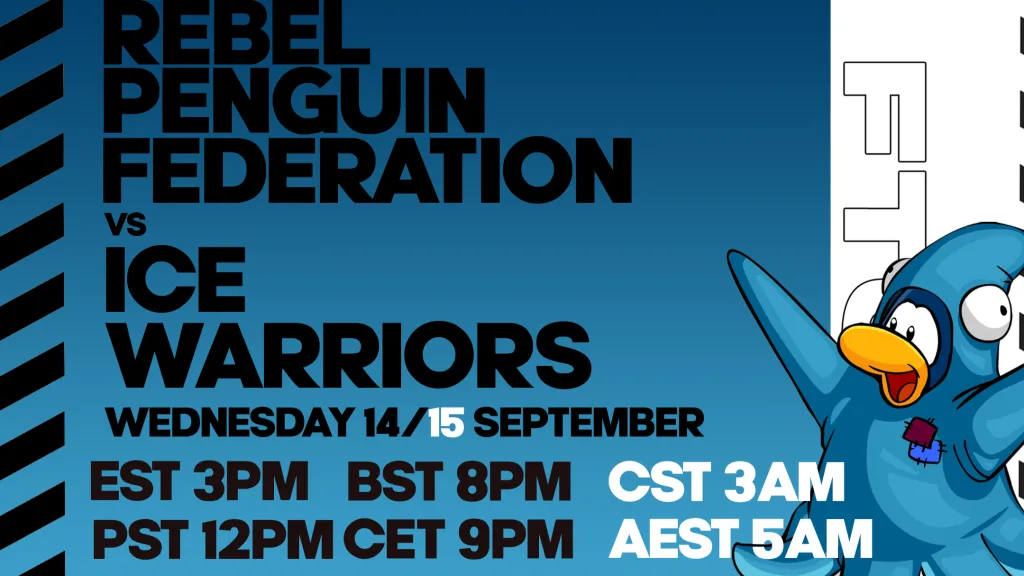 REBEL
PENGUIN
FEDERATION
VS
ICE
WARRIORS
WEDNESDAY 14/15 SEPTEMBER
EST 3PM BST 8PM CST 3AM
PST 12PM CET 9PM AEST 5AM